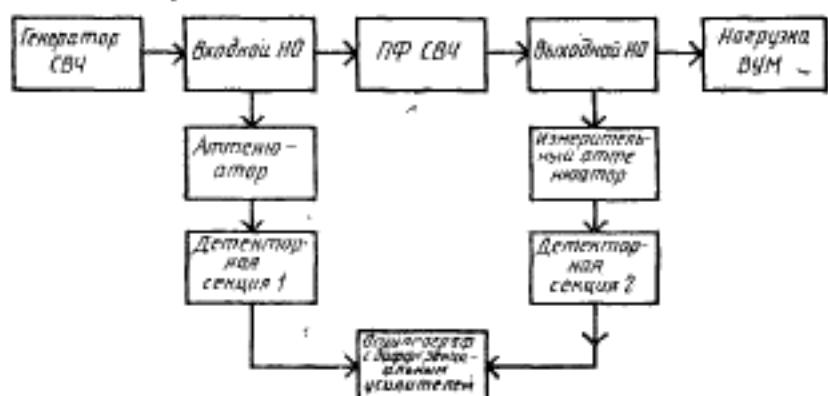 Генератор
СВЧ
Входной НО
ПФ СВЧ
Выходной НО
Нагрузка
ВУМ
Аттеню-
атор
Измеритель-
ный атте
нюатор
Детектор-
ная
секция 1
Детектор-
ная
секция 2
Осциллограф
с дифференци-
альным
усилителем